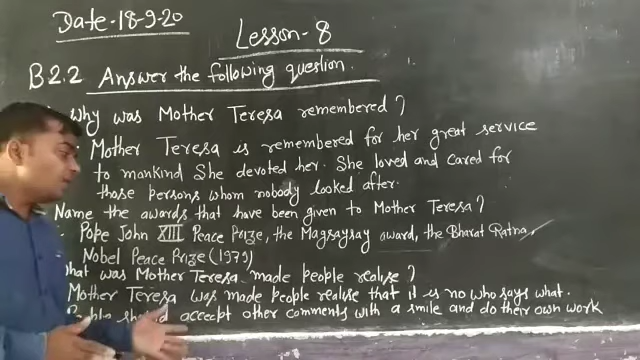 Date-18-9-20
Lesson-8
B2.2 Answer the following question.
Why was Mother Teresa remembered?
Mother Teresa is remembered for her great service
to mankind She devoted her. She loved and cared for
those persons whom nobody looked after.
Name the awards that have been given to Mother Teresa?
Pope John XIII Peace Prize, the Magsaysay award, the Bharat Ratna,
Nobel Peace Prize (1979)
was Mother Teresa made people realise?
Mother Teresa was made people realise that it is no who says what.
accecpt other comments with a smile and do their own work